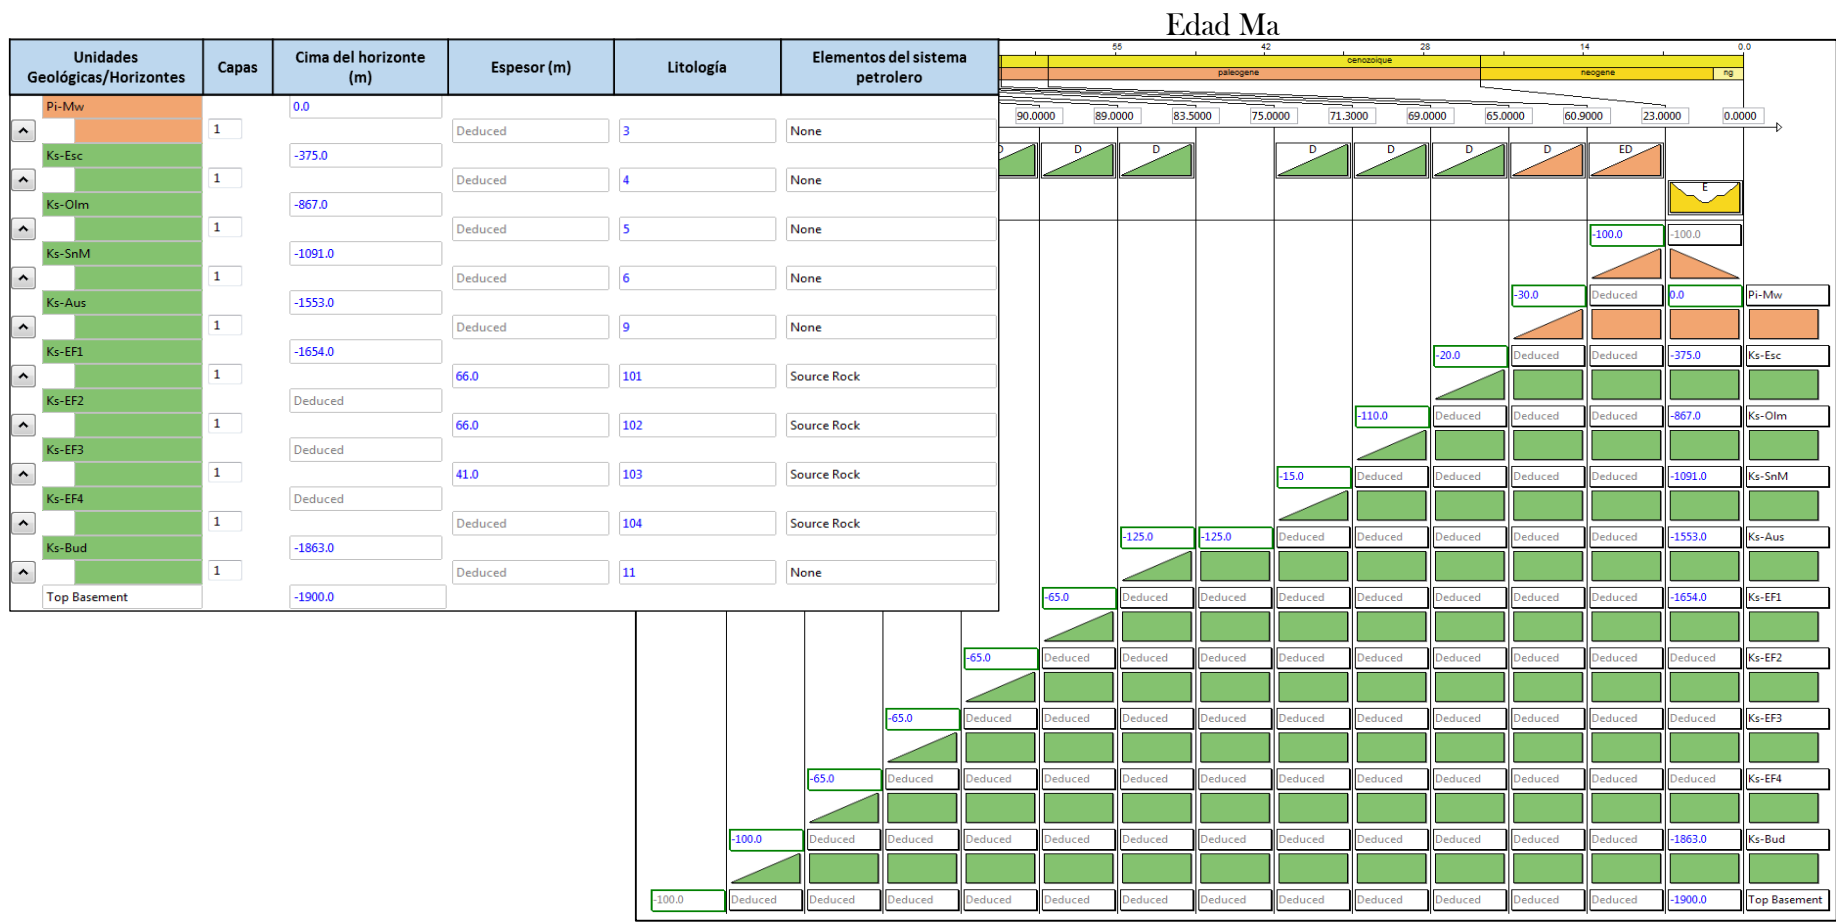 Edad Ma
Unidades Geológicas/Horizontes Capas Cima del horizonte (m) Espesor (m) Litología Elementos del sistema petrolero
Pi-Mw 0.0
1 Deduced 3 None
Ks-Esc -375.0
1 Deduced 4 None
Ks-Olm -867.0
1 Deduced 5 None
Ks-SnM -1091.0
1 Deduced 6 None
Ks-Aus -1553.0
1 Deduced 9 None
Ks-EF1 -1654.0
1 66.0 101 Source Rock
Ks-EF2 Deduced
1 66.0 102 Source Rock
Ks-EF3 Deduced
1 41.0 103 Source Rock
Ks-EF4 Deduced
1 Deduced 104 Source Rock
Ks-Bud -1863.0
1 Deduced 11 None
Top Basement -1900.0
55 42 28 14 0.0
cenozoique
paleogene neogene ng
90.0000 89.0000 83.5000 75.0000 71.3000 69.0000 65.0000 60.9000 23.0000 0.0000
D D D D D D D ED
E
-100.0 -100.0
-30.0 Deduced 0.0 Pi-Mw
-20.0 Deduced Deduced -375.0 Ks-Esc
-110.0 Deduced Deduced Deduced -867.0 Ks-Olm
-15.0 Deduced Deduced Deduced Deduced -1091.0 Ks-SnM
-125.0 -125.0 Deduced Deduced Deduced Deduced Deduced -1553.0 Ks-Aus
-65.0 Deduced Deduced Deduced Deduced Deduced Deduced Deduced -1654.0 Ks-EF1
-65.0 Deduced Deduced Deduced Deduced Deduced Deduced Deduced Deduced Deduced Ks-EF2
-65.0 Deduced Deduced Deduced Deduced Deduced Deduced Deduced Deduced Deduced Deduced Ks-EF3
-65.0 Deduced Deduced Deduced Deduced Deduced Deduced Deduced Deduced Deduced Deduced Deduced Ks-EF4
-100.0 Deduced Deduced Deduced Deduced Deduced Deduced Deduced Deduced Deduced Deduced Deduced -1863.0 Ks-Bud
-100.0 Deduced Deduced Deduced Deduced Deduced Deduced Deduced Deduced Deduced Deduced Deduced Deduced -1900.0 Top Basement